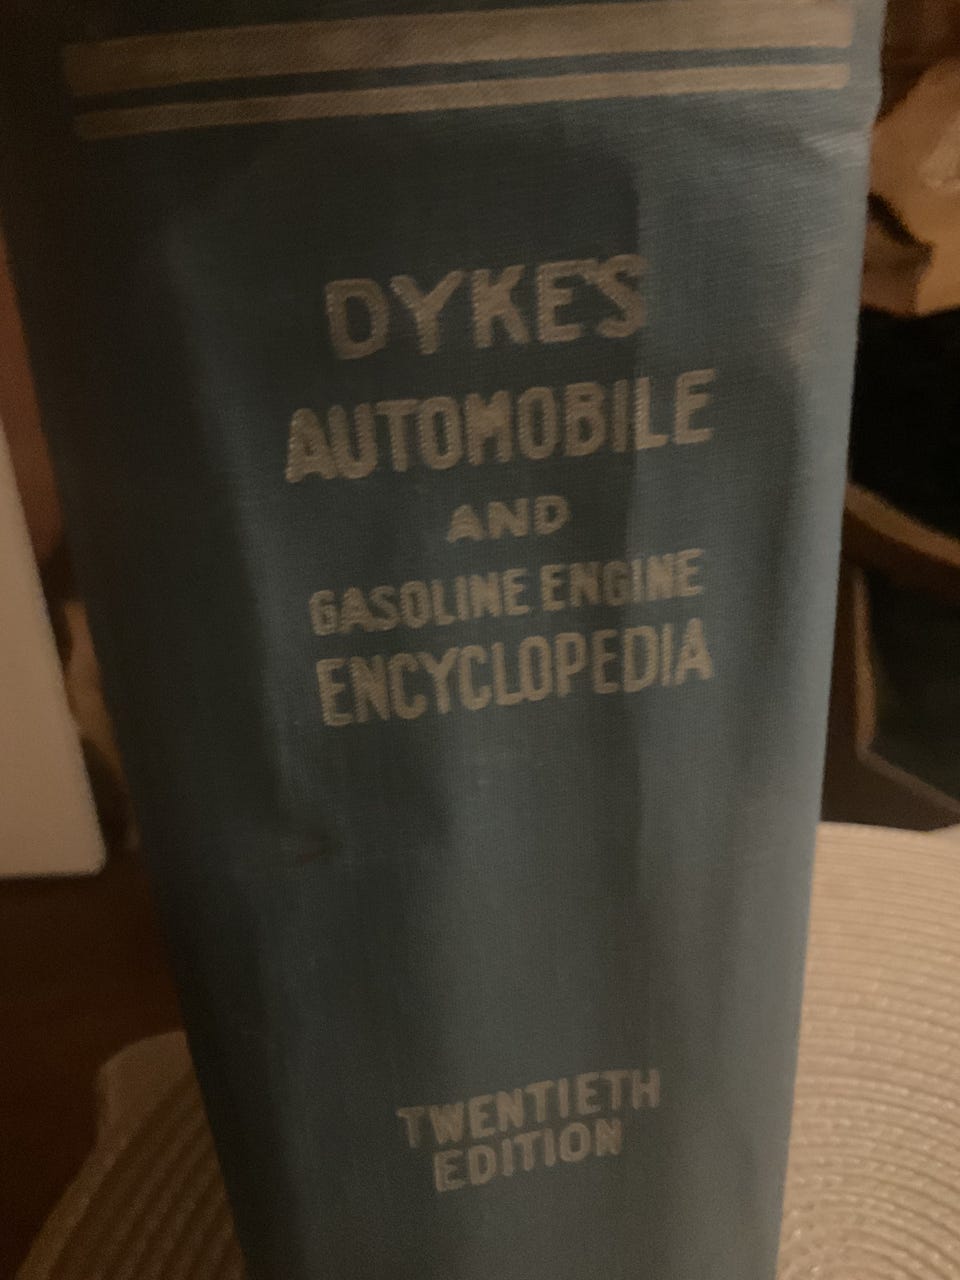 DYKE'S
AUTOMOBILE
AND
GASOLINE ENGINE
ENCYCLOPEDIA
TWENTIETH
EDITION